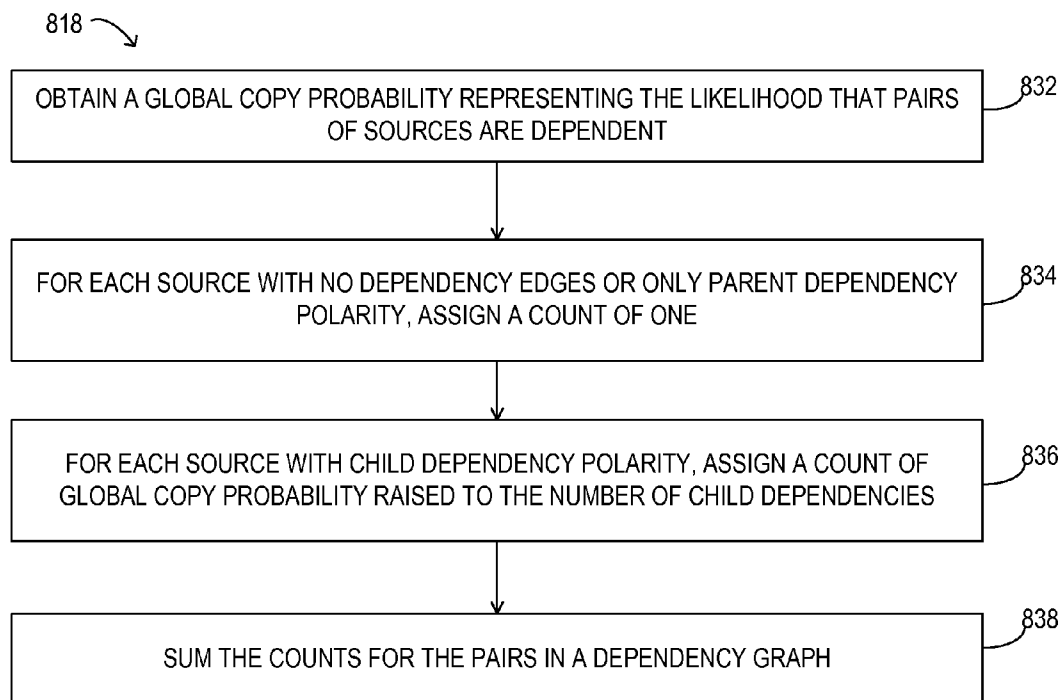 818
OBTAIN A GLOBAL COPY PROBABILITY REPRESENTING THE LIKELIHOOD THAT PAIRS
OF SOURCES ARE DEPENDENT
832
FOR EACH SOURCE WITH NO DEPENDENCY EDGES OR ONLY PARENT DEPENDENCY
POLARITY, ASSIGN A COUNT OF ONE
834
FOR EACH SOURCE WITH CHILD DEPENDENCY POLARITY, ASSIGN A COUNT OF
GLOBAL COPY PROBABILITY RAISED TO THE NUMBER OF CHILD DEPENDENCIES
836
SUM THE COUNTS FOR THE PAIRS IN A DEPENDENCY GRAPH
838